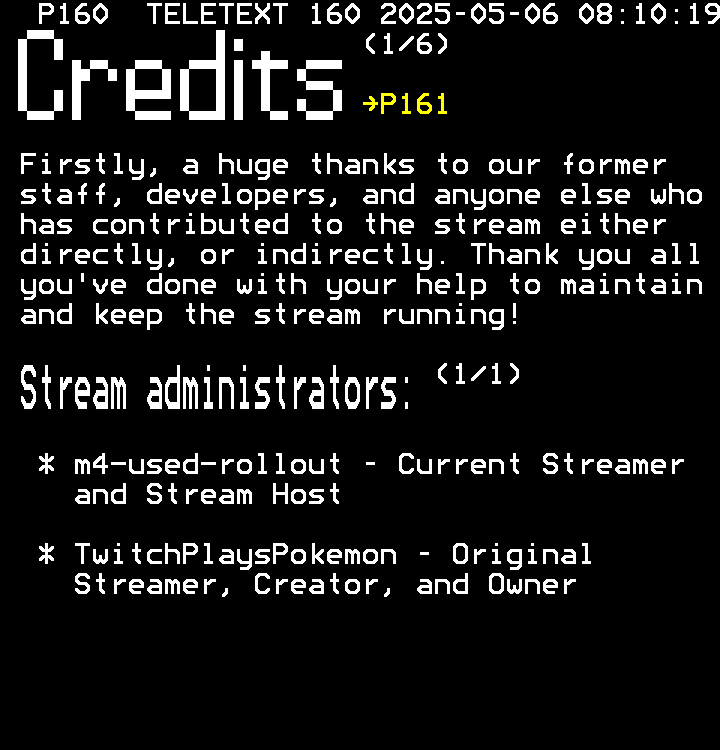 P160  TELETEXT 160 2025-05-06 08:10:19
Credits (1/6)
→P161
Firstly, a huge thanks to our former
staff, developers, and anyone else who
has contributed to the stream either
directly, or indirectly. Thank you all
you've done with your help to maintain
and keep the stream running!
Stream administrators: (1/1)
* m4-used-rollout - Current Streamer
and Stream Host
* TwitchPlaysPokemon - Original
Streamer, Creator, and Owner